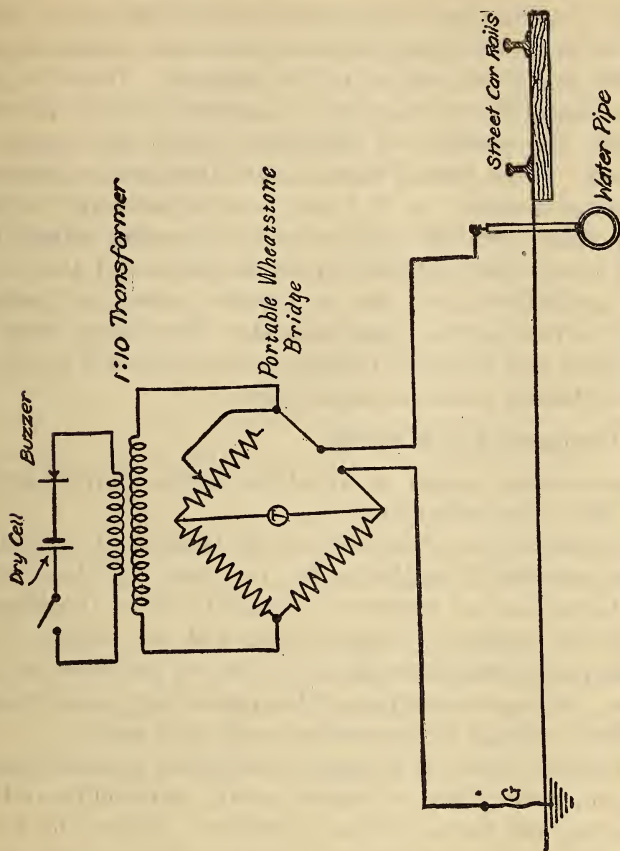 Buzzer
Dry Cell
1:10 Transformer
Portable Wheatstone
Bridge
T
G
Street Car Rails
Water Pipe